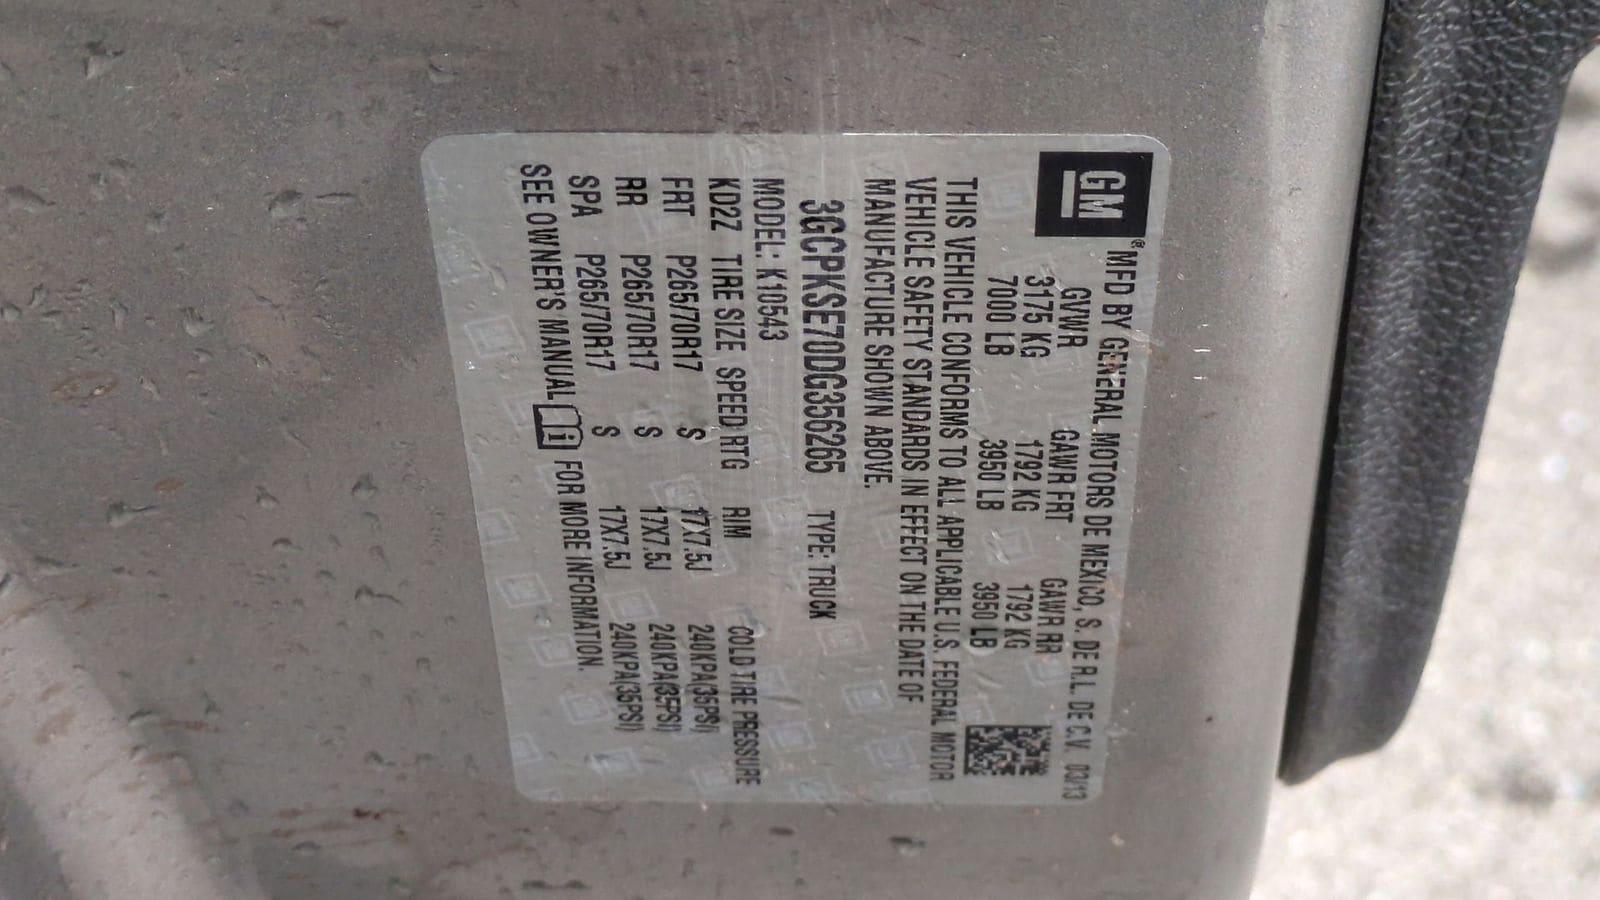 GM® MFD BY GENERAL MOTORS DE MEXICO, S. DE R.L. DE C.V. 03/13
GVWR GAWR FRT GAWR RR
3175 KG 1792 KG 1792 KG
7000 LB 3950 LB 3950 LB
THIS VEHICLE CONFORMS TO ALL APPLICABLE U.S. FEDERAL MOTOR
VEHICLE SAFETY STANDARDS IN EFFECT ON THE DATE OF
MANUFACTURE SHOWN ABOVE.
3GCPKSE70DG356265 TYPE: TRUCK
MODEL: K10543
KD2Z TIRE SIZE SPEED RTG RIM COLD TIRE PRESSURE
FRT P265/70R17 S 17X7.5J 240KPA(35PSI)
RR P265/70R17 S 17X7.5J 240KPA(35PSI)
SPA P265/70R17 S 17X7.5J 240KPA(35PSI)
SEE OWNER'S MANUAL FOR MORE INFORMATION.